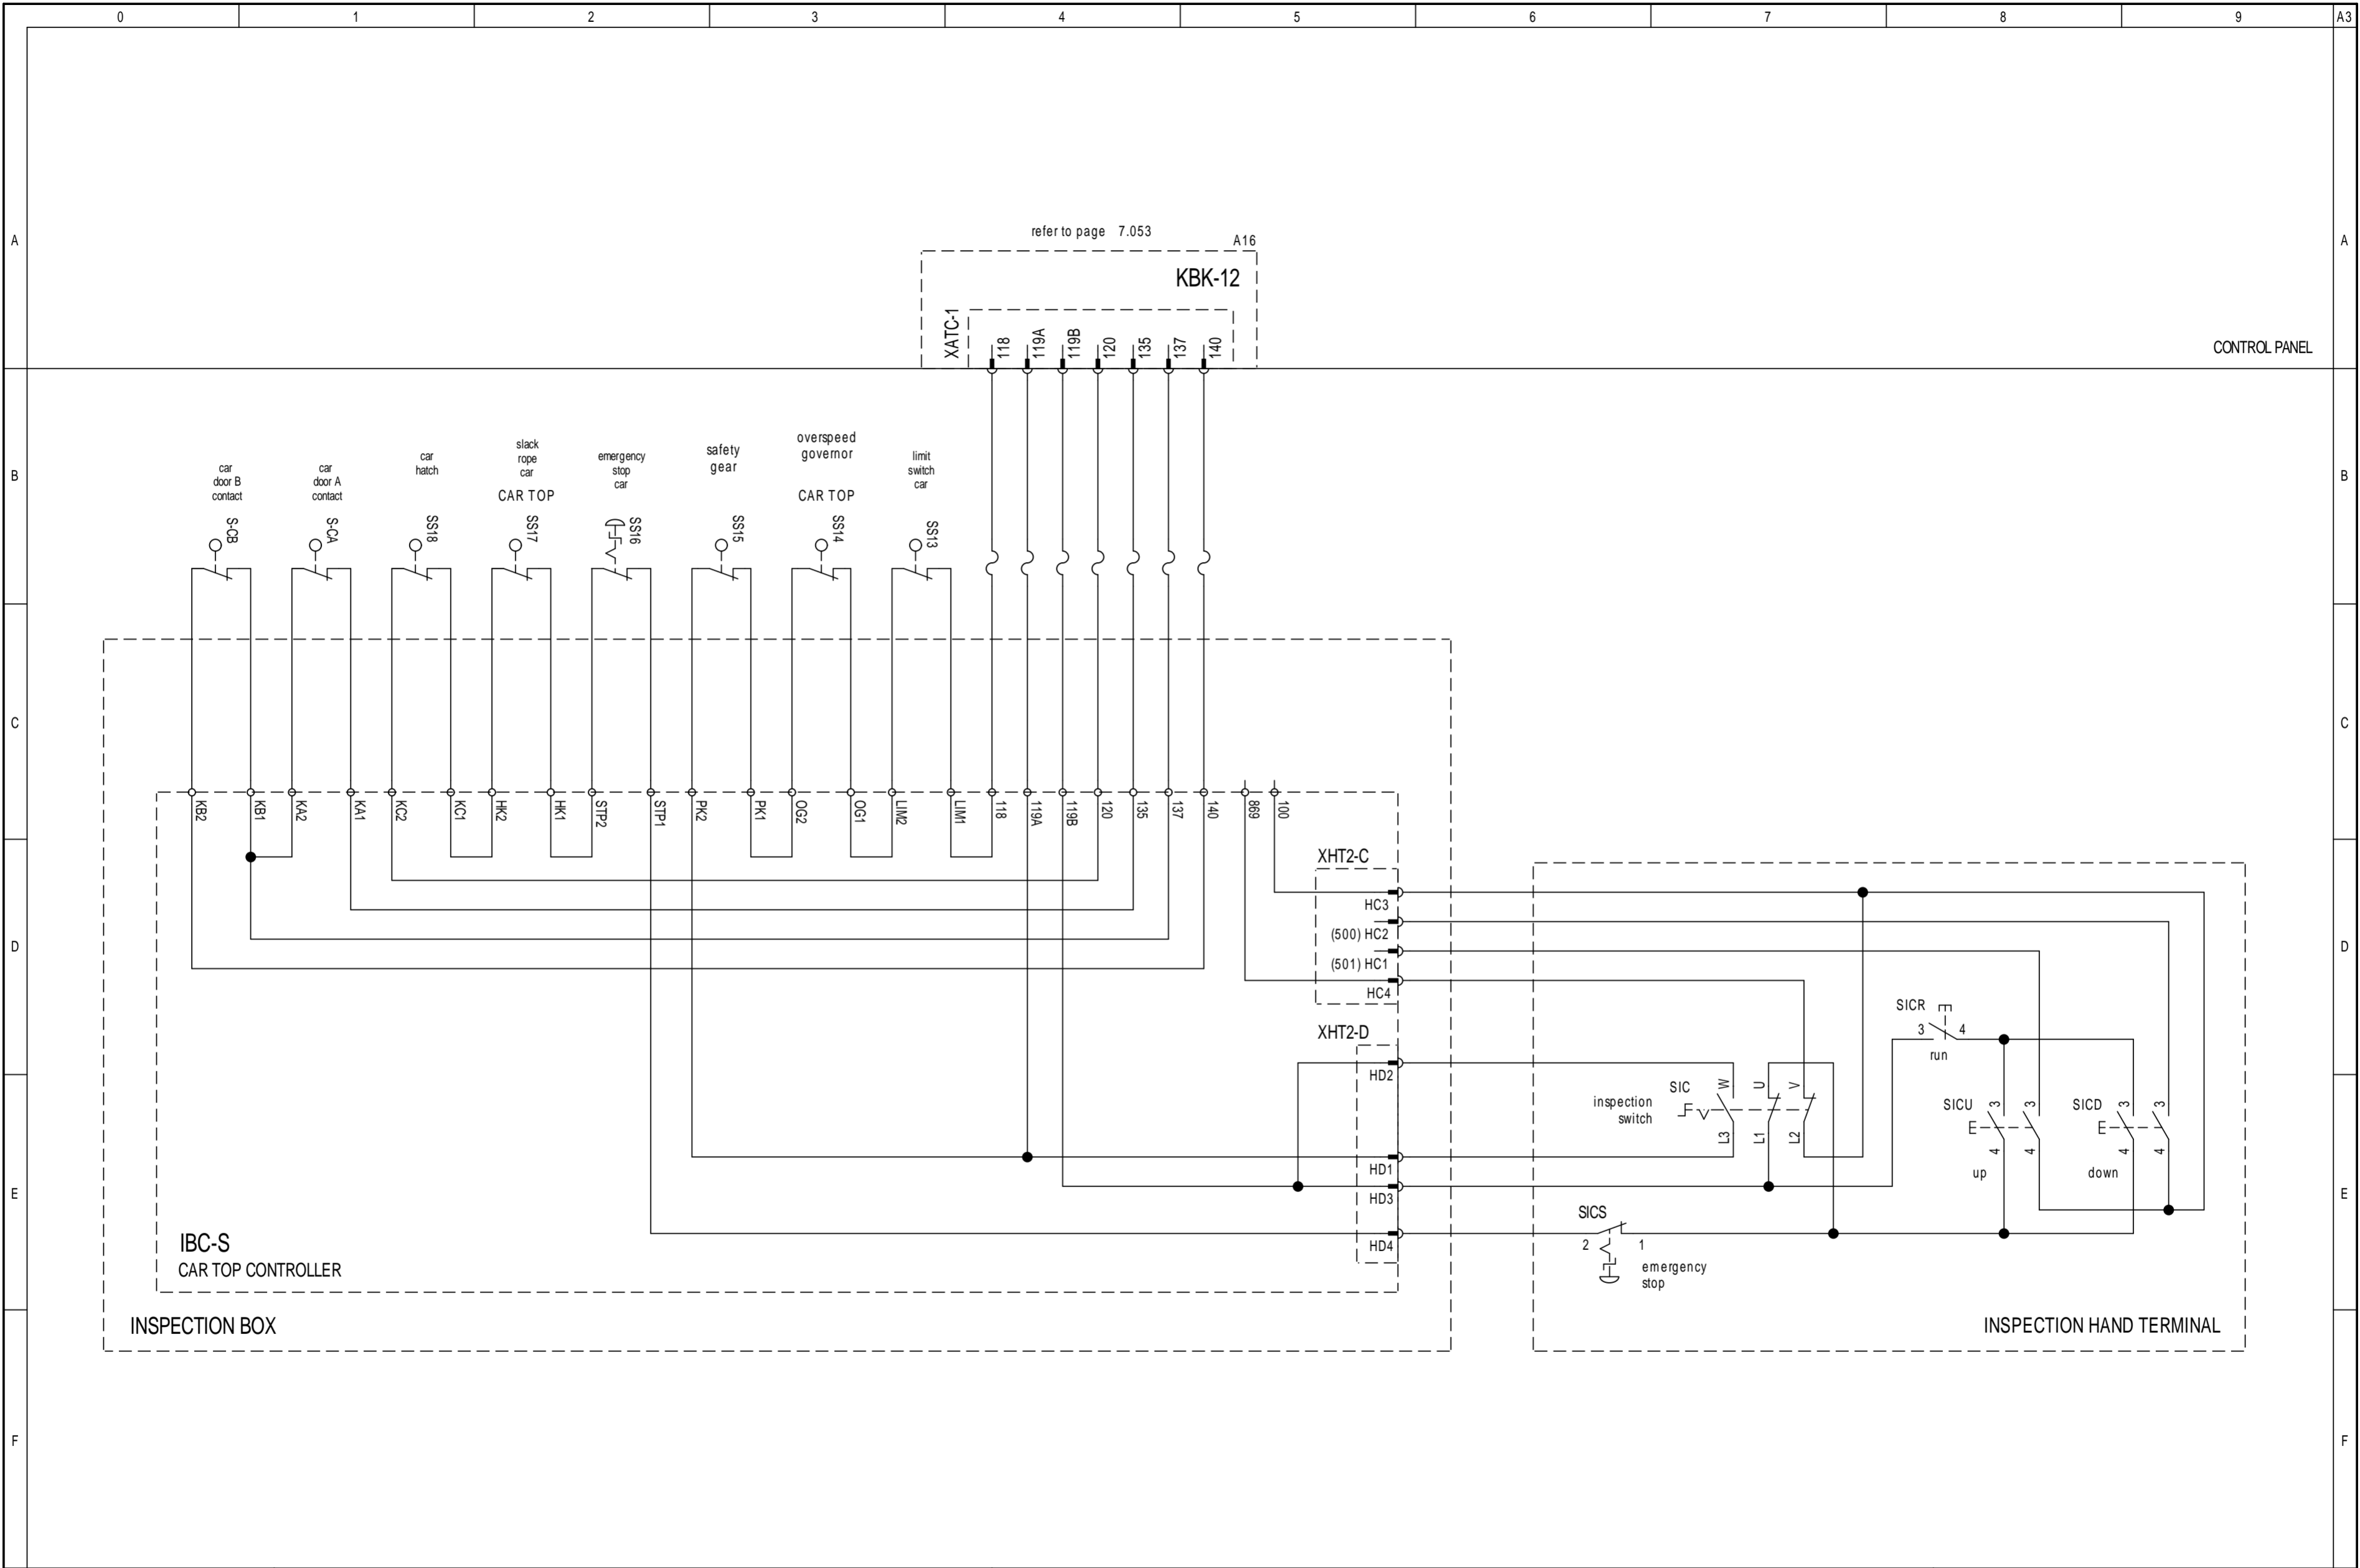 0 1 2 3 4 5 6 7 8 9 A3
A A
refer to page 7.053
A16
KBK-12
XATC-1
118 119A 119B 120 135 137 140
CONTROL PANEL
B B
car
door B
contact
S-CB
car
door A
contact
S-CA
car
hatch
SS18
slack
rope
car
CAR TOP
SS17
emergency
stop
car
SS16
safety
gear
SS15
overspeed
governor
CAR TOP
SS14
limit
switch
car
SS13
C C
KB2 KB1 KA2 KA1 KC2 KC1 HK2 HK1 STP2 STP1 PK2 PK1 OG2 OG1 LIM2 LIM1 118 119A 119B 120 135 137 140 869 100
D D
XHT2-C
HC3
(500) HC2
(501) HC1
HC4
XHT2-D
HD2
HD1
HD3
HD4
SICR
3 4
run
inspection
switch
SIC
W U V
L3 L1 L2
SICU
3 3
4 4
up
SICD
3 3
4 4
down
E E
SICS
2 1
emergency
stop
IBC-S
CAR TOP CONTROLLER
INSPECTION BOX
INSPECTION HAND TERMINAL
F F